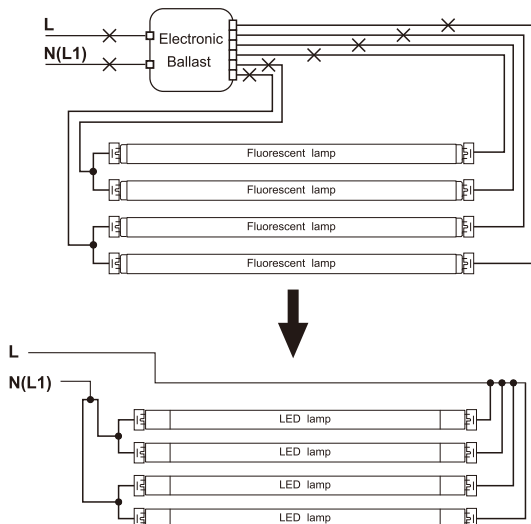 L
N(L1)
Electronic
Ballast
Fluorescent lamp
Fluorescent lamp
Fluorescent lamp
Fluorescent lamp
L
N(L1)
LED lamp
LED lamp
LED lamp
LED lamp